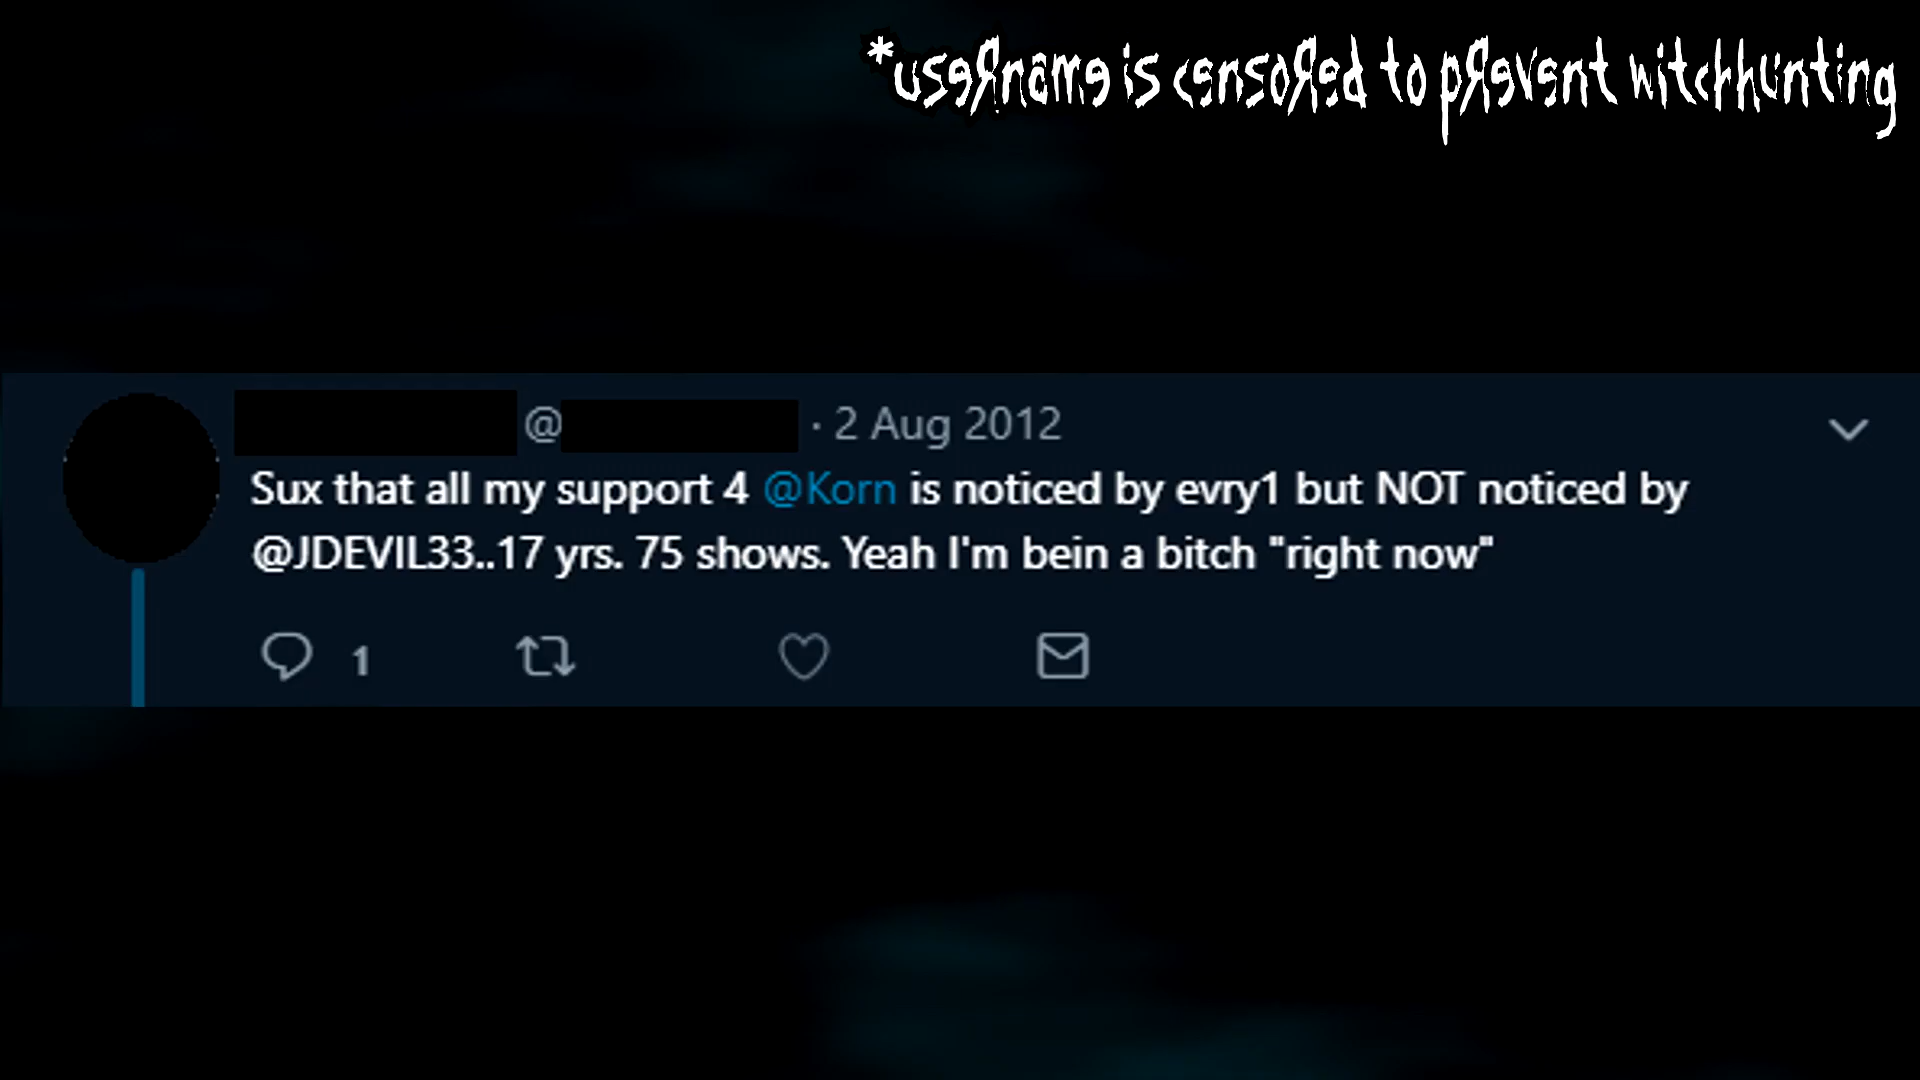 *useRname is censoRed to pRevent witchhunting
@ · 2 Aug 2012
Sux that all my support 4 @Korn is noticed by evry1 but NOT noticed by
@JDEVIL33..17 yrs. 75 shows. Yeah I'm bein a bitch "right now"
1